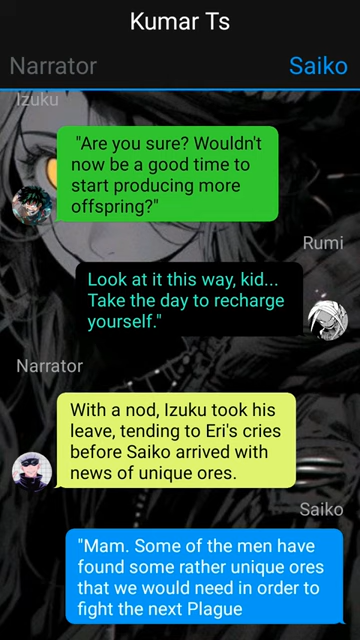 Kumar Ts
Narrator
Saiko
Izuku
"Are you sure? Wouldn't
now be a good time to
start producing more
offspring?"
Rumi
Look at it this way, kid...
Take the day to recharge
yourself."
Narrator
With a nod, Izuku took his
leave, tending to Eri's cries
before Saiko arrived with
news of unique ores.
Saiko
"Mam. Some of the men have
found some rather unique ores
that we would need in order to
fight the next Plague